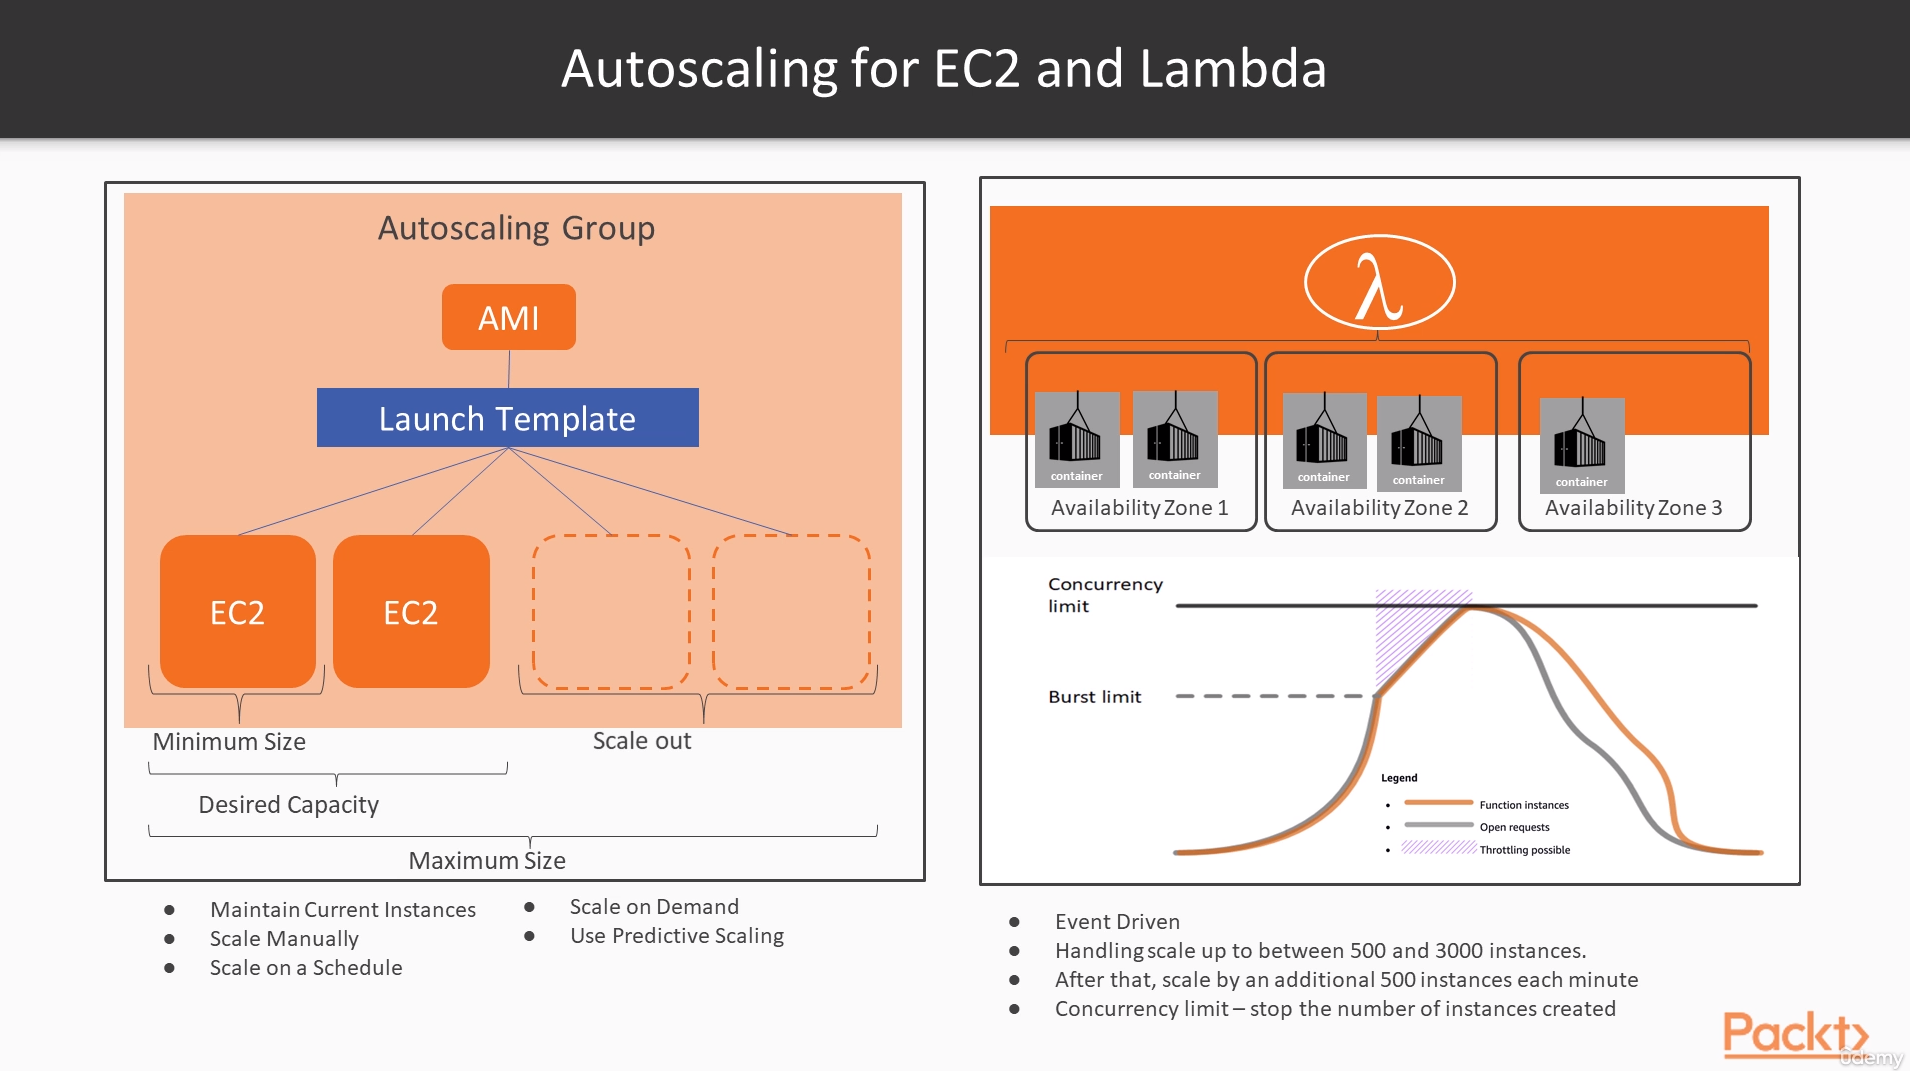 Autoscaling for EC2 and Lambda
Autoscaling Group
AMI
Launch Template
EC2
EC2
Minimum Size
Scale out
Desired Capacity
Maximum Size
Maintain Current Instances
Scale Manually
Scale on a Schedule
Scale on Demand
Use Predictive Scaling
λ
container
container
container
container
container
Availability Zone 1
Availability Zone 2
Availability Zone 3
Concurrency
limit
Burst limit
Legend
Function instances
Open requests
Throttling possible
Event Driven
Handling scale up to between 500 and 3000 instances.
After that, scale by an additional 500 instances each minute
Concurrency limit – stop the number of instances created
Packt>
ûdemy